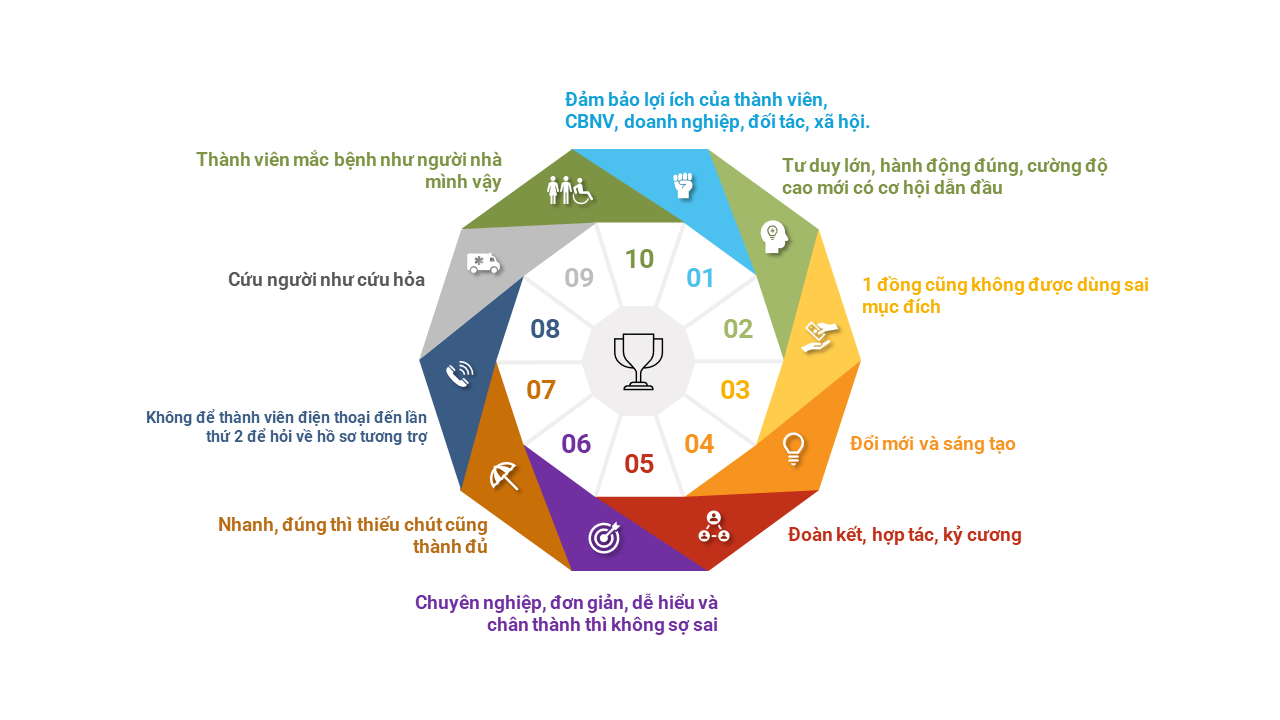 Đảm bảo lợi ích của thành viên,
CBNV, doanh nghiệp, đối tác, xã hội.
Tư duy lớn, hành động đúng, cường độ
cao mới có cơ hội dẫn đầu
1 đồng cũng không được dùng sai
mục đích
Đổi mới và sáng tạo
Đoàn kết, hợp tác, kỷ cương
Chuyên nghiệp, đơn giản, dễ hiểu và
chân thành thì không sợ sai
Nhanh, đúng thì thiếu chút cũng
thành đủ
Không để thành viên điện thoại đến lần
thứ 2 để hỏi về hồ sơ tương trợ
Cứu người như cứu hỏa
Thành viên mắc bệnh như người nhà
mình vậy
01
02
03
04
05
06
07
08
09
10